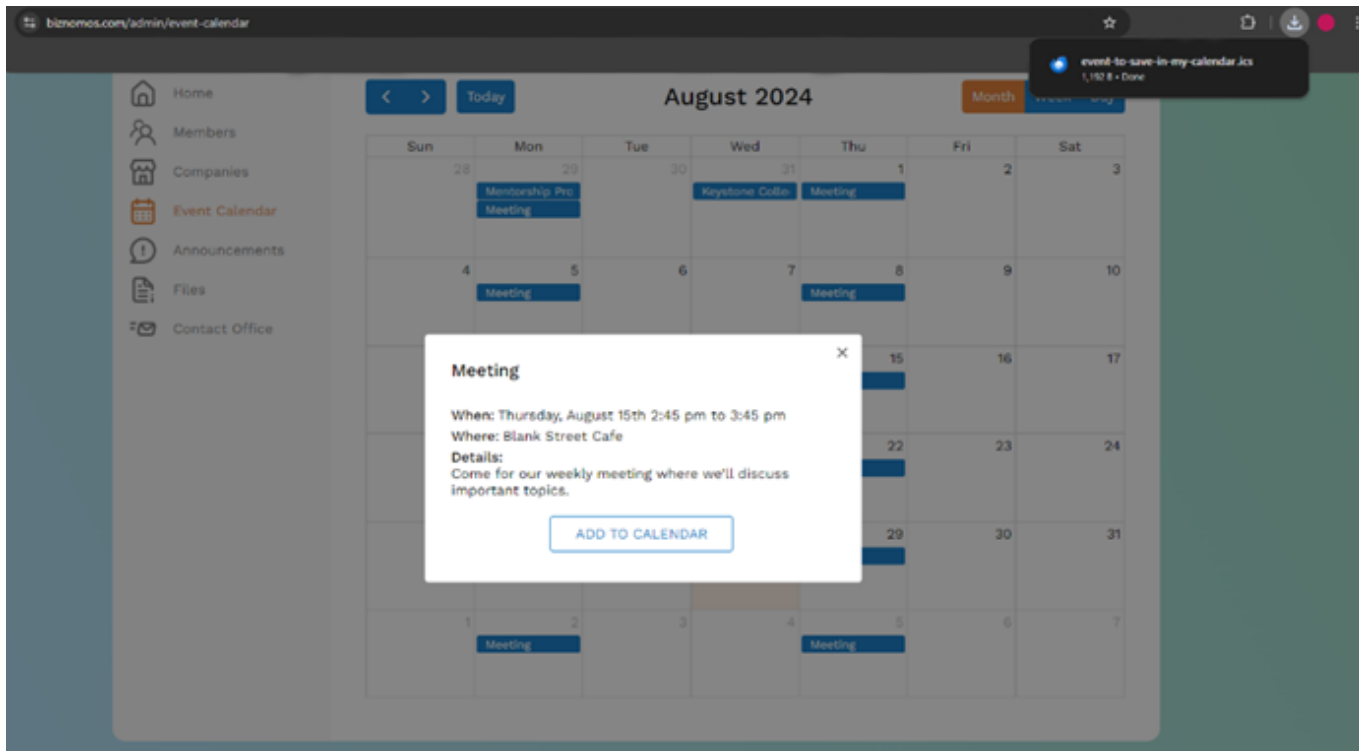 biznomos.com/admin/event-calendar
event-to-save-in-my-calendar.ics
1,192 B • Done
Home
Members
Companies
Event Calendar
Announcements
Files
Contact Office
Today
August 2024
Month
Week
Day
Sun Mon Tue Wed Thu Fri Sat
28 29 30 31 1 2 3
Mentorship Pro Keystone Colle Meeting
Meeting
4 5 6 7 8 9 10
Meeting Meeting
15 16 17
22 23 24
29 30 31
1 2 3 4 5 6 7
Meeting Meeting
Meeting
When: Thursday, August 15th 2:45 pm to 3:45 pm
Where: Blank Street Cafe
Details:
Come for our weekly meeting where we'll discuss
important topics.
ADD TO CALENDAR